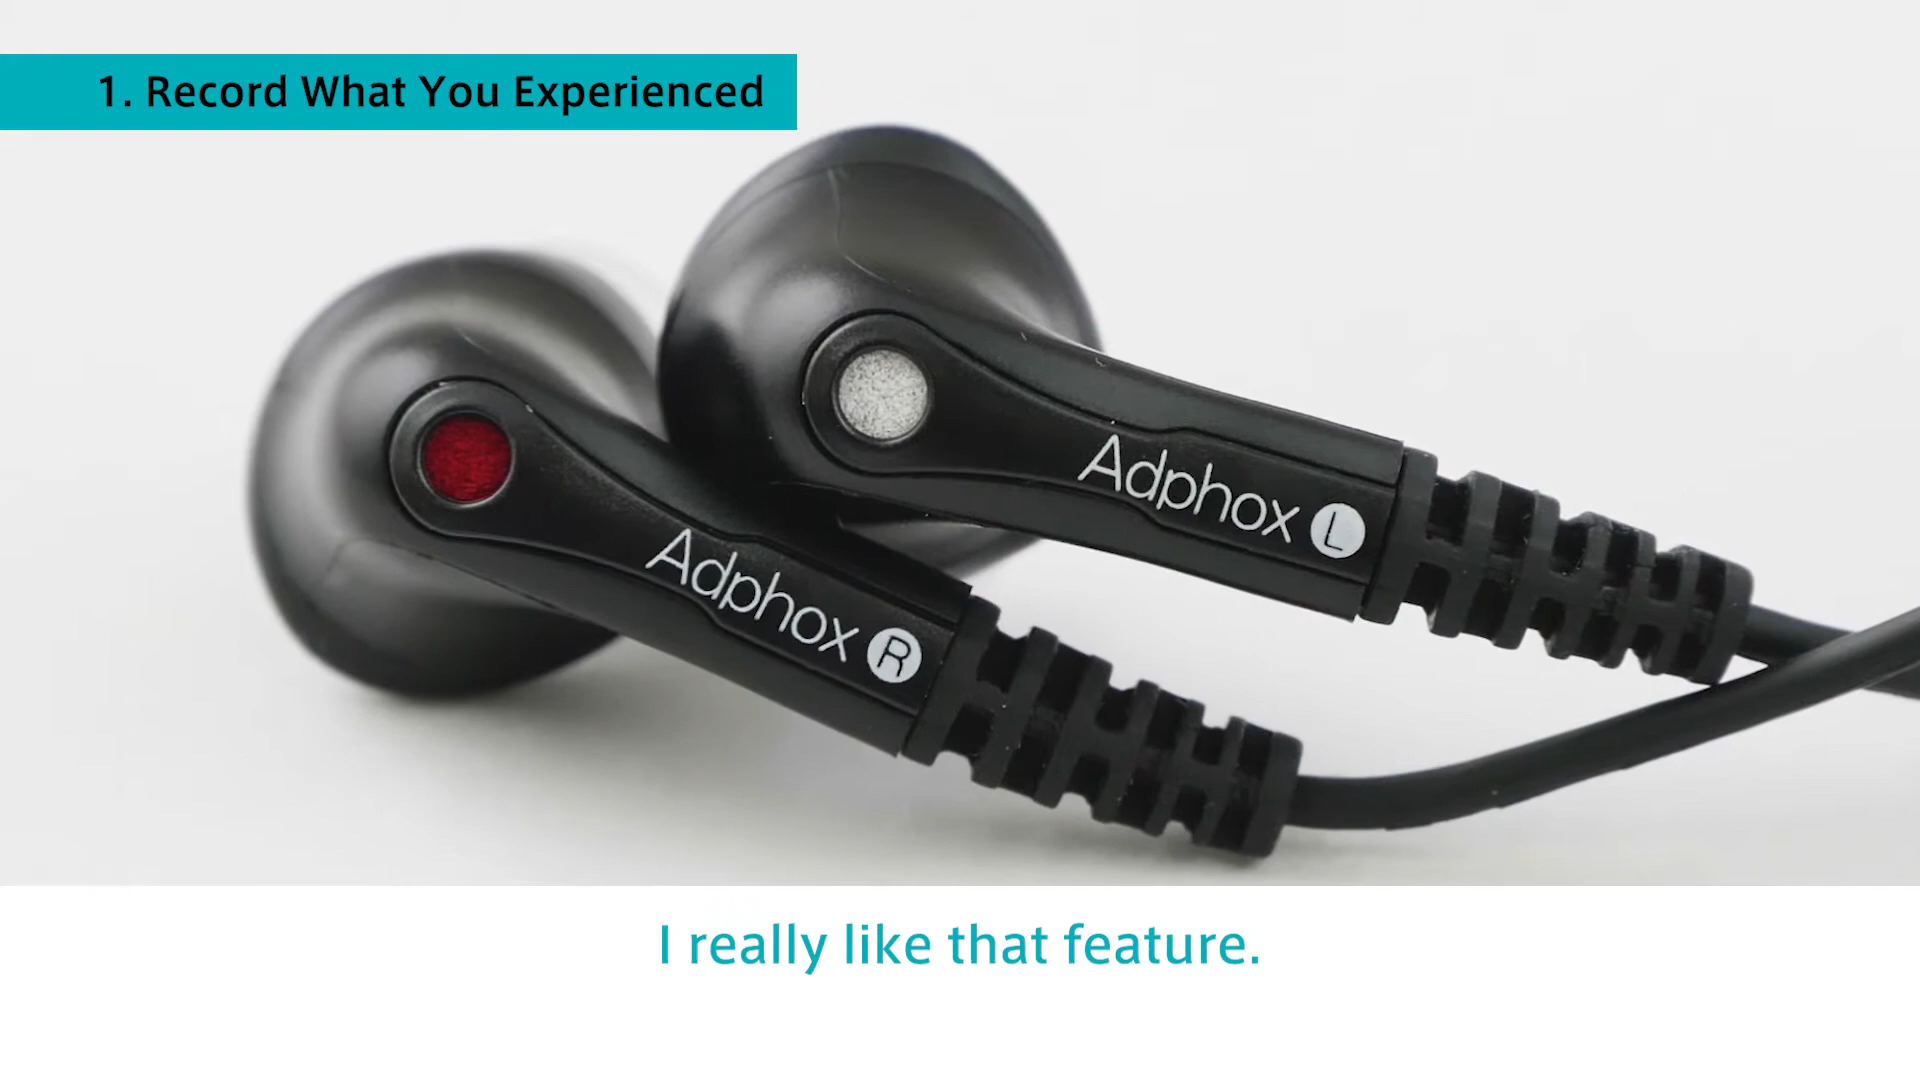 1. Record What You Experienced
Adphox L
Adphox R
I really like that feature.